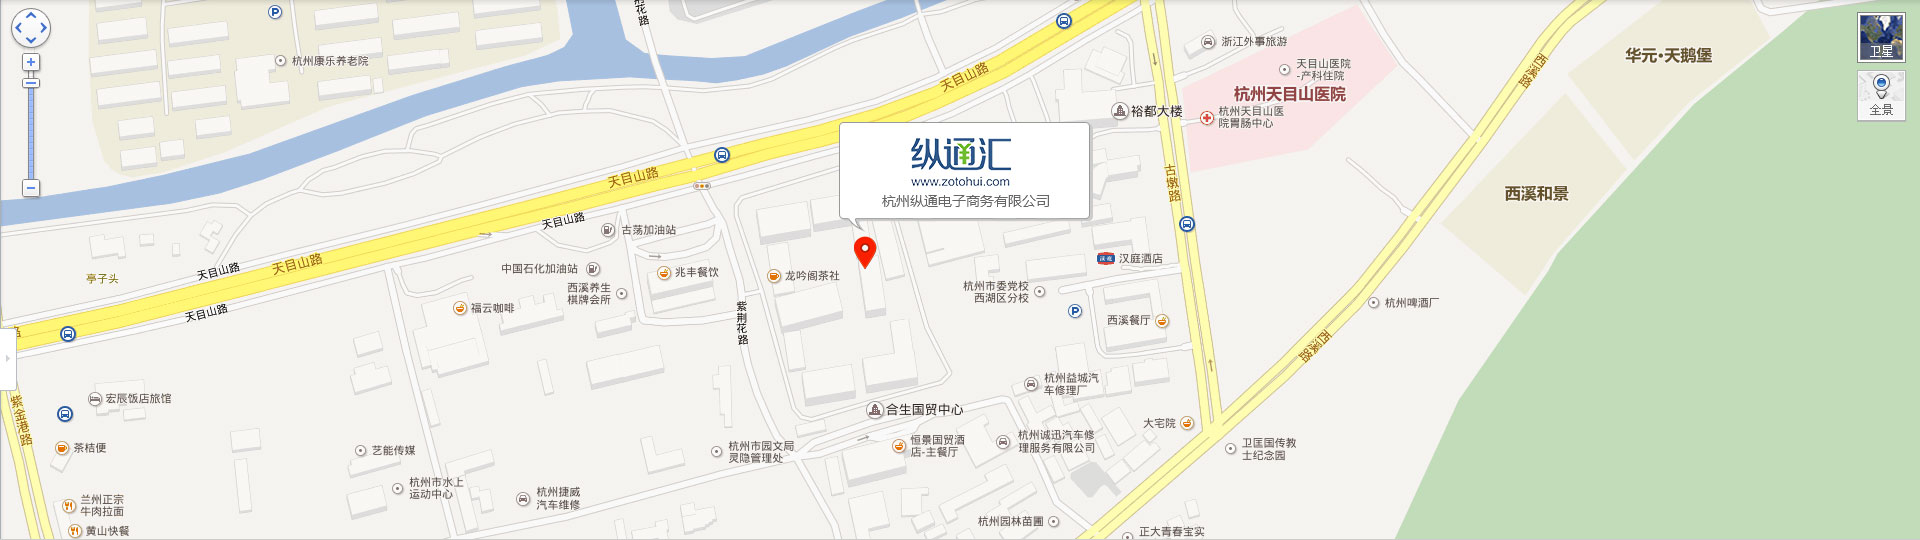 紫荆花路
P
杭州康乐养老院
浙江外事旅游
天目山医院
-产科住院
杭州天目山医院
杭州天目山医
院胃肠中心
裕都大楼
华元·天鹅堡
西溪路
卫星
全景
天目山路
纵通汇
www.zotohui.com
杭州纵通电子商务有限公司
天目山路
古墩路
西溪和景
天目山路
古荡加油站
中国石化加油站
兆丰餐饮
龙吟阁茶社
汉庭酒店
汉庭
亭子头
天目山路
天目山路
西溪养生
棋牌会所
杭州市委党校
西湖区分校
杭州啤酒厂
福云咖啡
天目山路
紫荆花路
P
西溪餐厅
西溪路
路
杭州益城汽
车修理厂
宏辰饭店旅馆
紫金港路
合生国贸中心
大宅院
茶桔便
艺能传媒
杭州市园文局
灵隐管理处
恒景国贸酒
店-主餐厅
杭州诚迅汽车修
理服务有限公司
卫匡国传教
士纪念园
杭州市水上
运动中心
杭州捷威
汽车维修
兰州正宗
牛肉拉面
黄山快餐
杭州园林苗圃
正大青春宝实